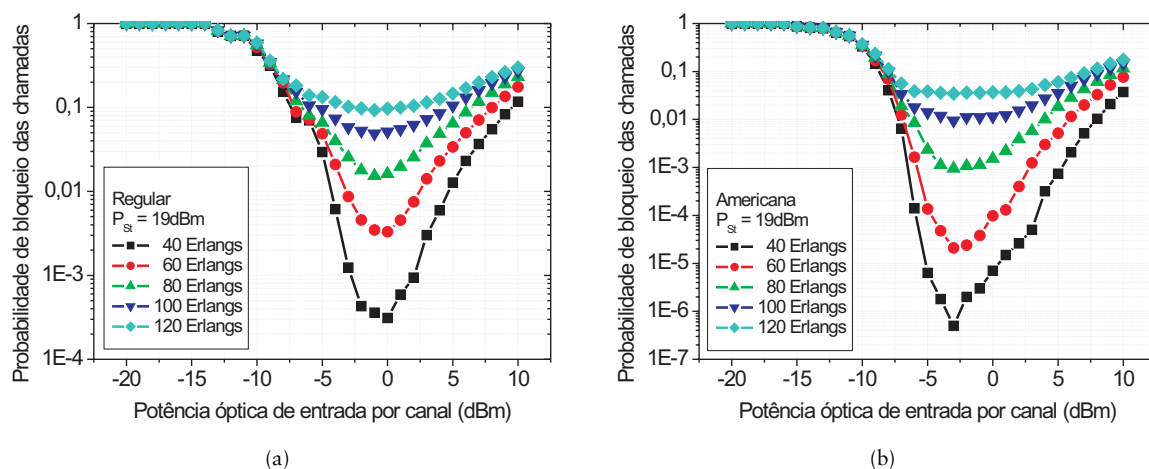 Probabilidade de bloqueio das chamadas
1
0,1
0,01
1E-3
1E-4
Regular
P_St = 19dBm
40 Erlangs
60 Erlangs
80 Erlangs
100 Erlangs
120 Erlangs
-20 -15 -10 -5 0 5 10
Potência óptica de entrada por canal (dBm)
(a)
Probabilidade de bloqueio das chamadas
1
0,1
0,01
1E-3
1E-4
1E-5
1E-6
1E-7
Americana
P_St = 19dBm
40 Erlangs
60 Erlangs
80 Erlangs
100 Erlangs
120 Erlangs
-20 -15 -10 -5 0 5 10
Potência óptica de entrada por canal (dBm)
(b)